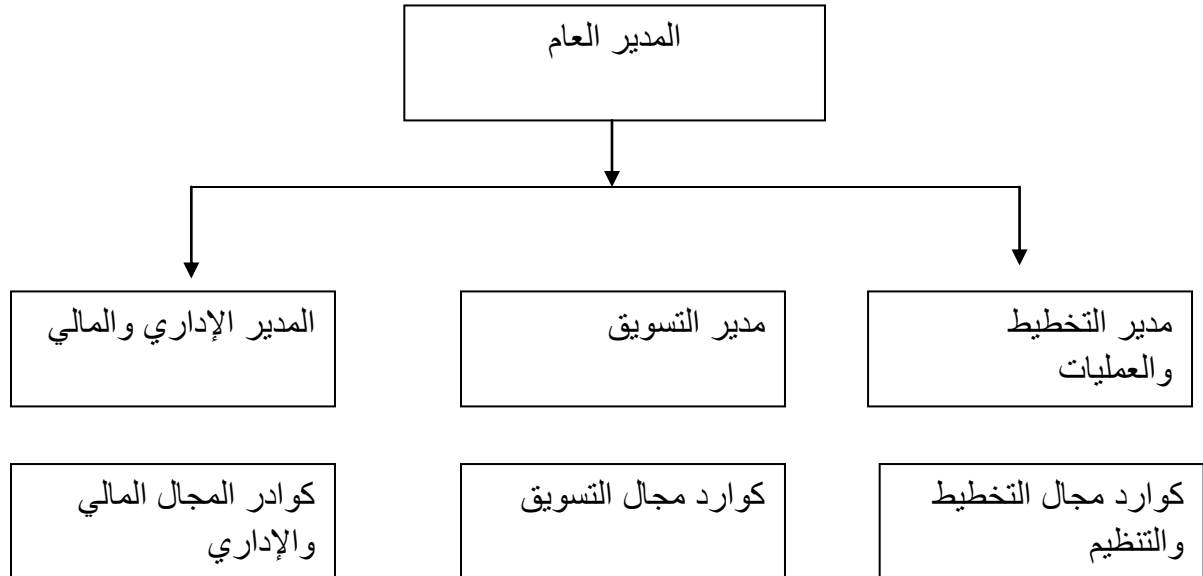 المدير العام
مدير التخطيط
والعمليات
مدير التسويق
المدير الإداري والمالي
كوارد مجال التخطيط
والتنظيم
كوارد مجال التسويق
كوادر المجال المالي
والإداري